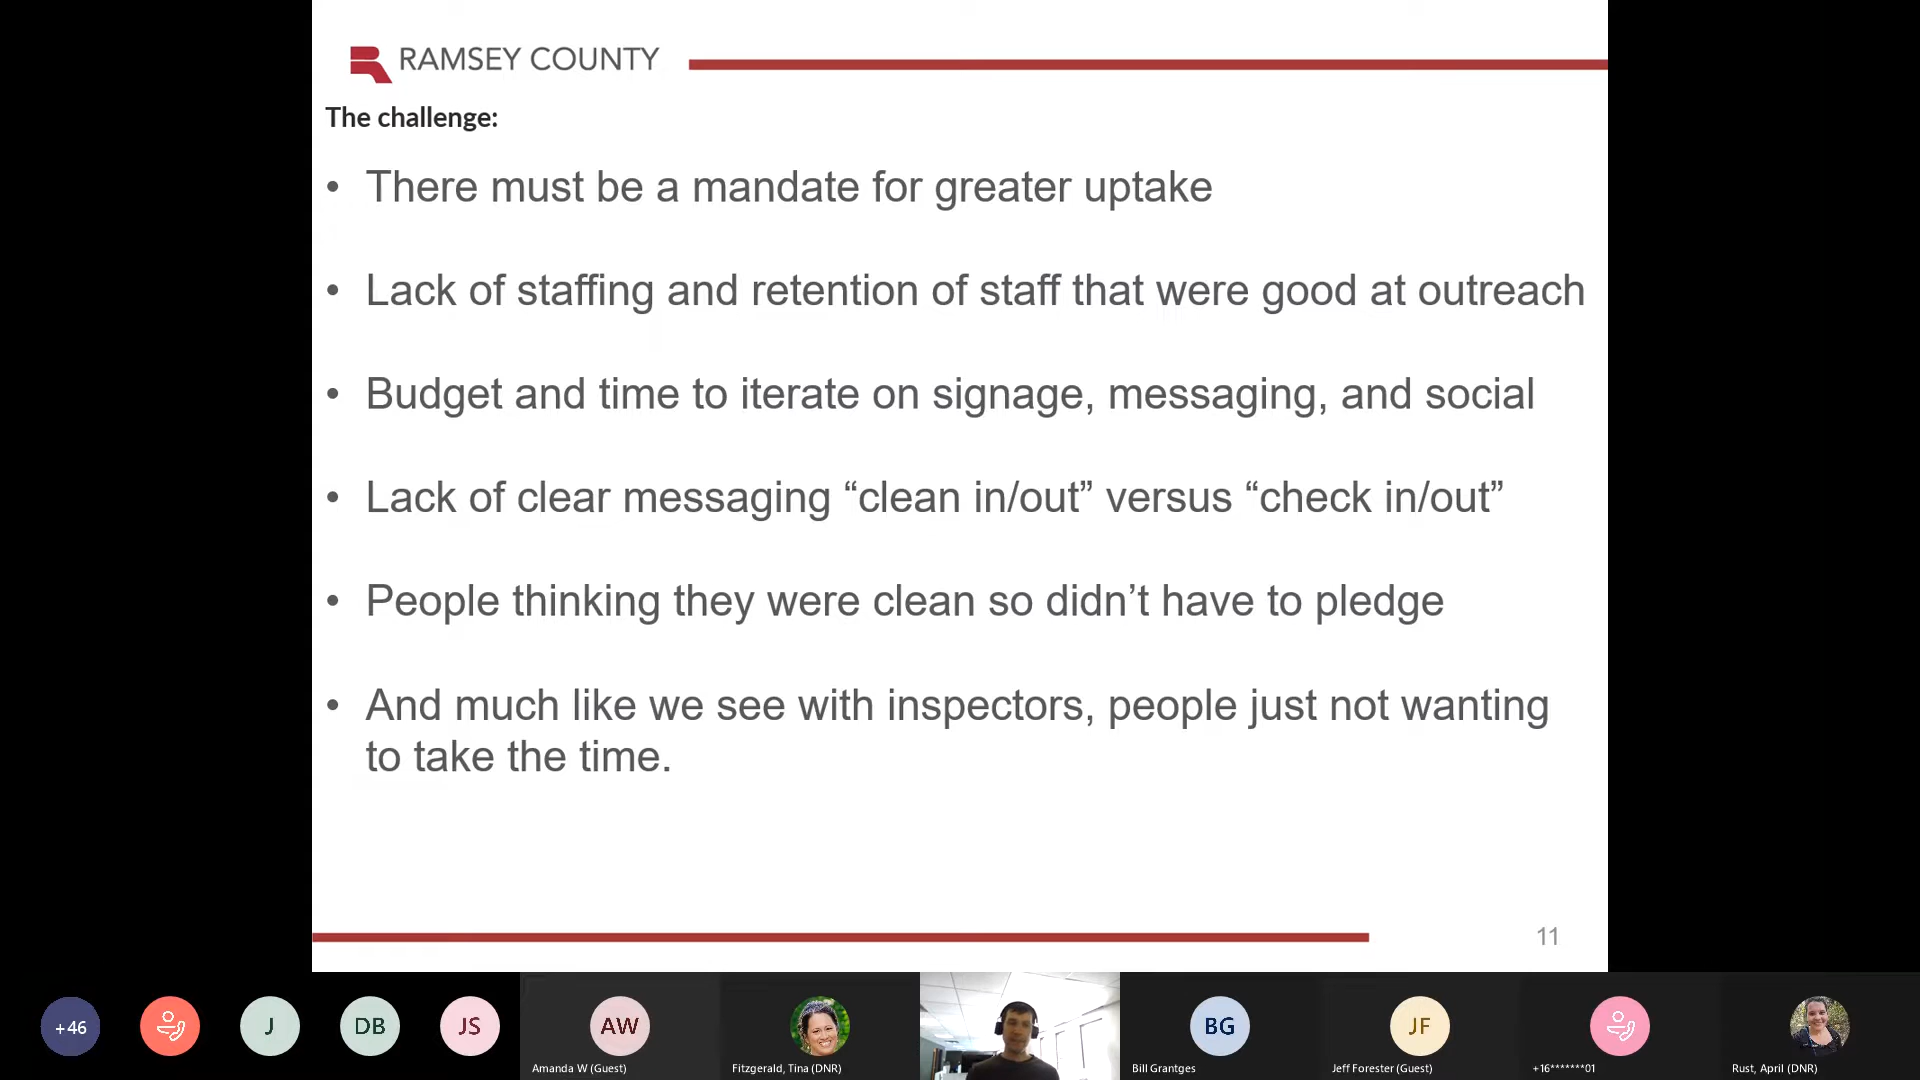 RAMSEY COUNTY
The challenge:
• There must be a mandate for greater uptake
• Lack of staffing and retention of staff that were good at outreach
• Budget and time to iterate on signage, messaging, and social
• Lack of clear messaging “clean in/out” versus “check in/out”
• People thinking they were clean so didn’t have to pledge
• And much like we see with inspectors, people just not wanting
to take the time.
11
+46
J
DB
JS
AW
BG
JF
Amanda W (Guest)
Fitzgerald, Tina (DNR)
Bill Grantges
Jeff Forester (Guest)
+16*******01
Rust, April (DNR)